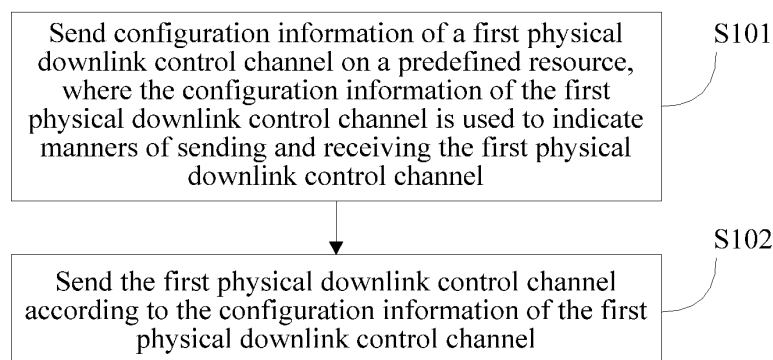 Send configuration information of a first physical
downlink control channel on a predefined resource,
where the configuration information of the first
physical downlink control channel is used to indicate
manners of sending and receiving the first physical
downlink control channel
S101
Send the first physical downlink control channel
according to the configuration information of the first
physical downlink control channel
S102